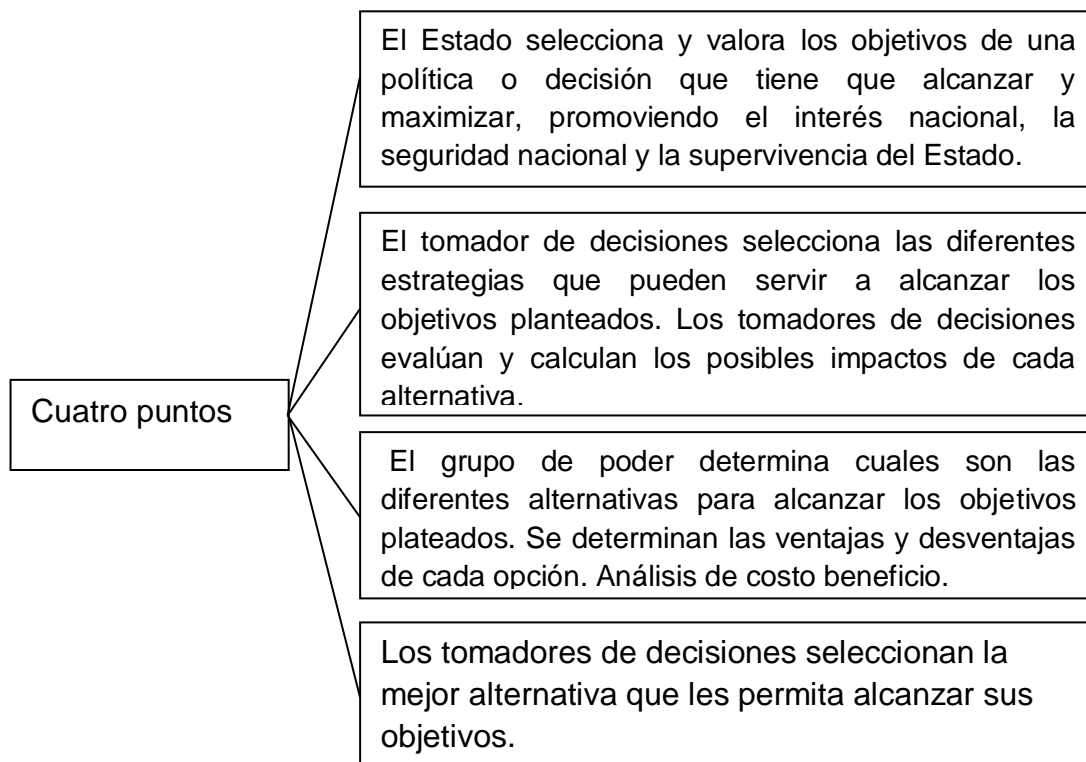 El Estado selecciona y valora los objetivos de una
política o decisión que tiene que alcanzar y
maximizar, promoviendo el interés nacional, la
seguridad nacional y la supervivencia del Estado.
El tomador de decisiones selecciona las diferentes
estrategias que pueden servir a alcanzar los
objetivos planteados. Los tomadores de decisiones
evalúan y calculan los posibles impactos de cada
alternativa.
Cuatro puntos
El grupo de poder determina cuales son las
diferentes alternativas para alcanzar los objetivos
plateados. Se determinan las ventajas y desventajas
de cada opción. Análisis de costo beneficio.
Los tomadores de decisiones seleccionan la
mejor alternativa que les permita alcanzar sus
objetivos.